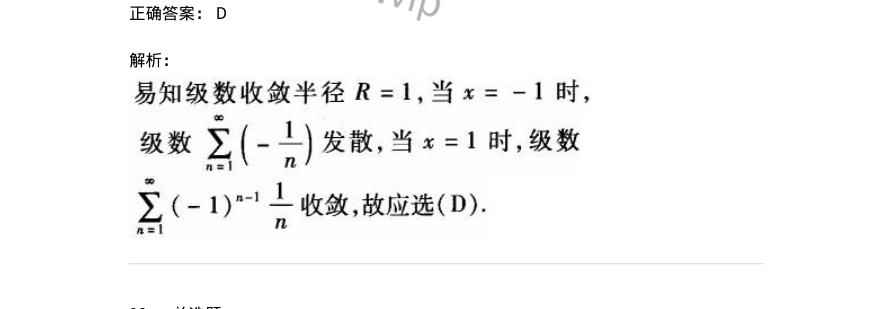 正确答案： D
解析：
易知级数收敛半径 R = 1, 当 x = − 1 时,
级数 ∑_{n=1}^{∞} (− 1/n) 发散, 当 x = 1 时, 级数
∑_{n=1}^{∞} (− 1)^{n−1} 1/n 收敛, 故应选(D).